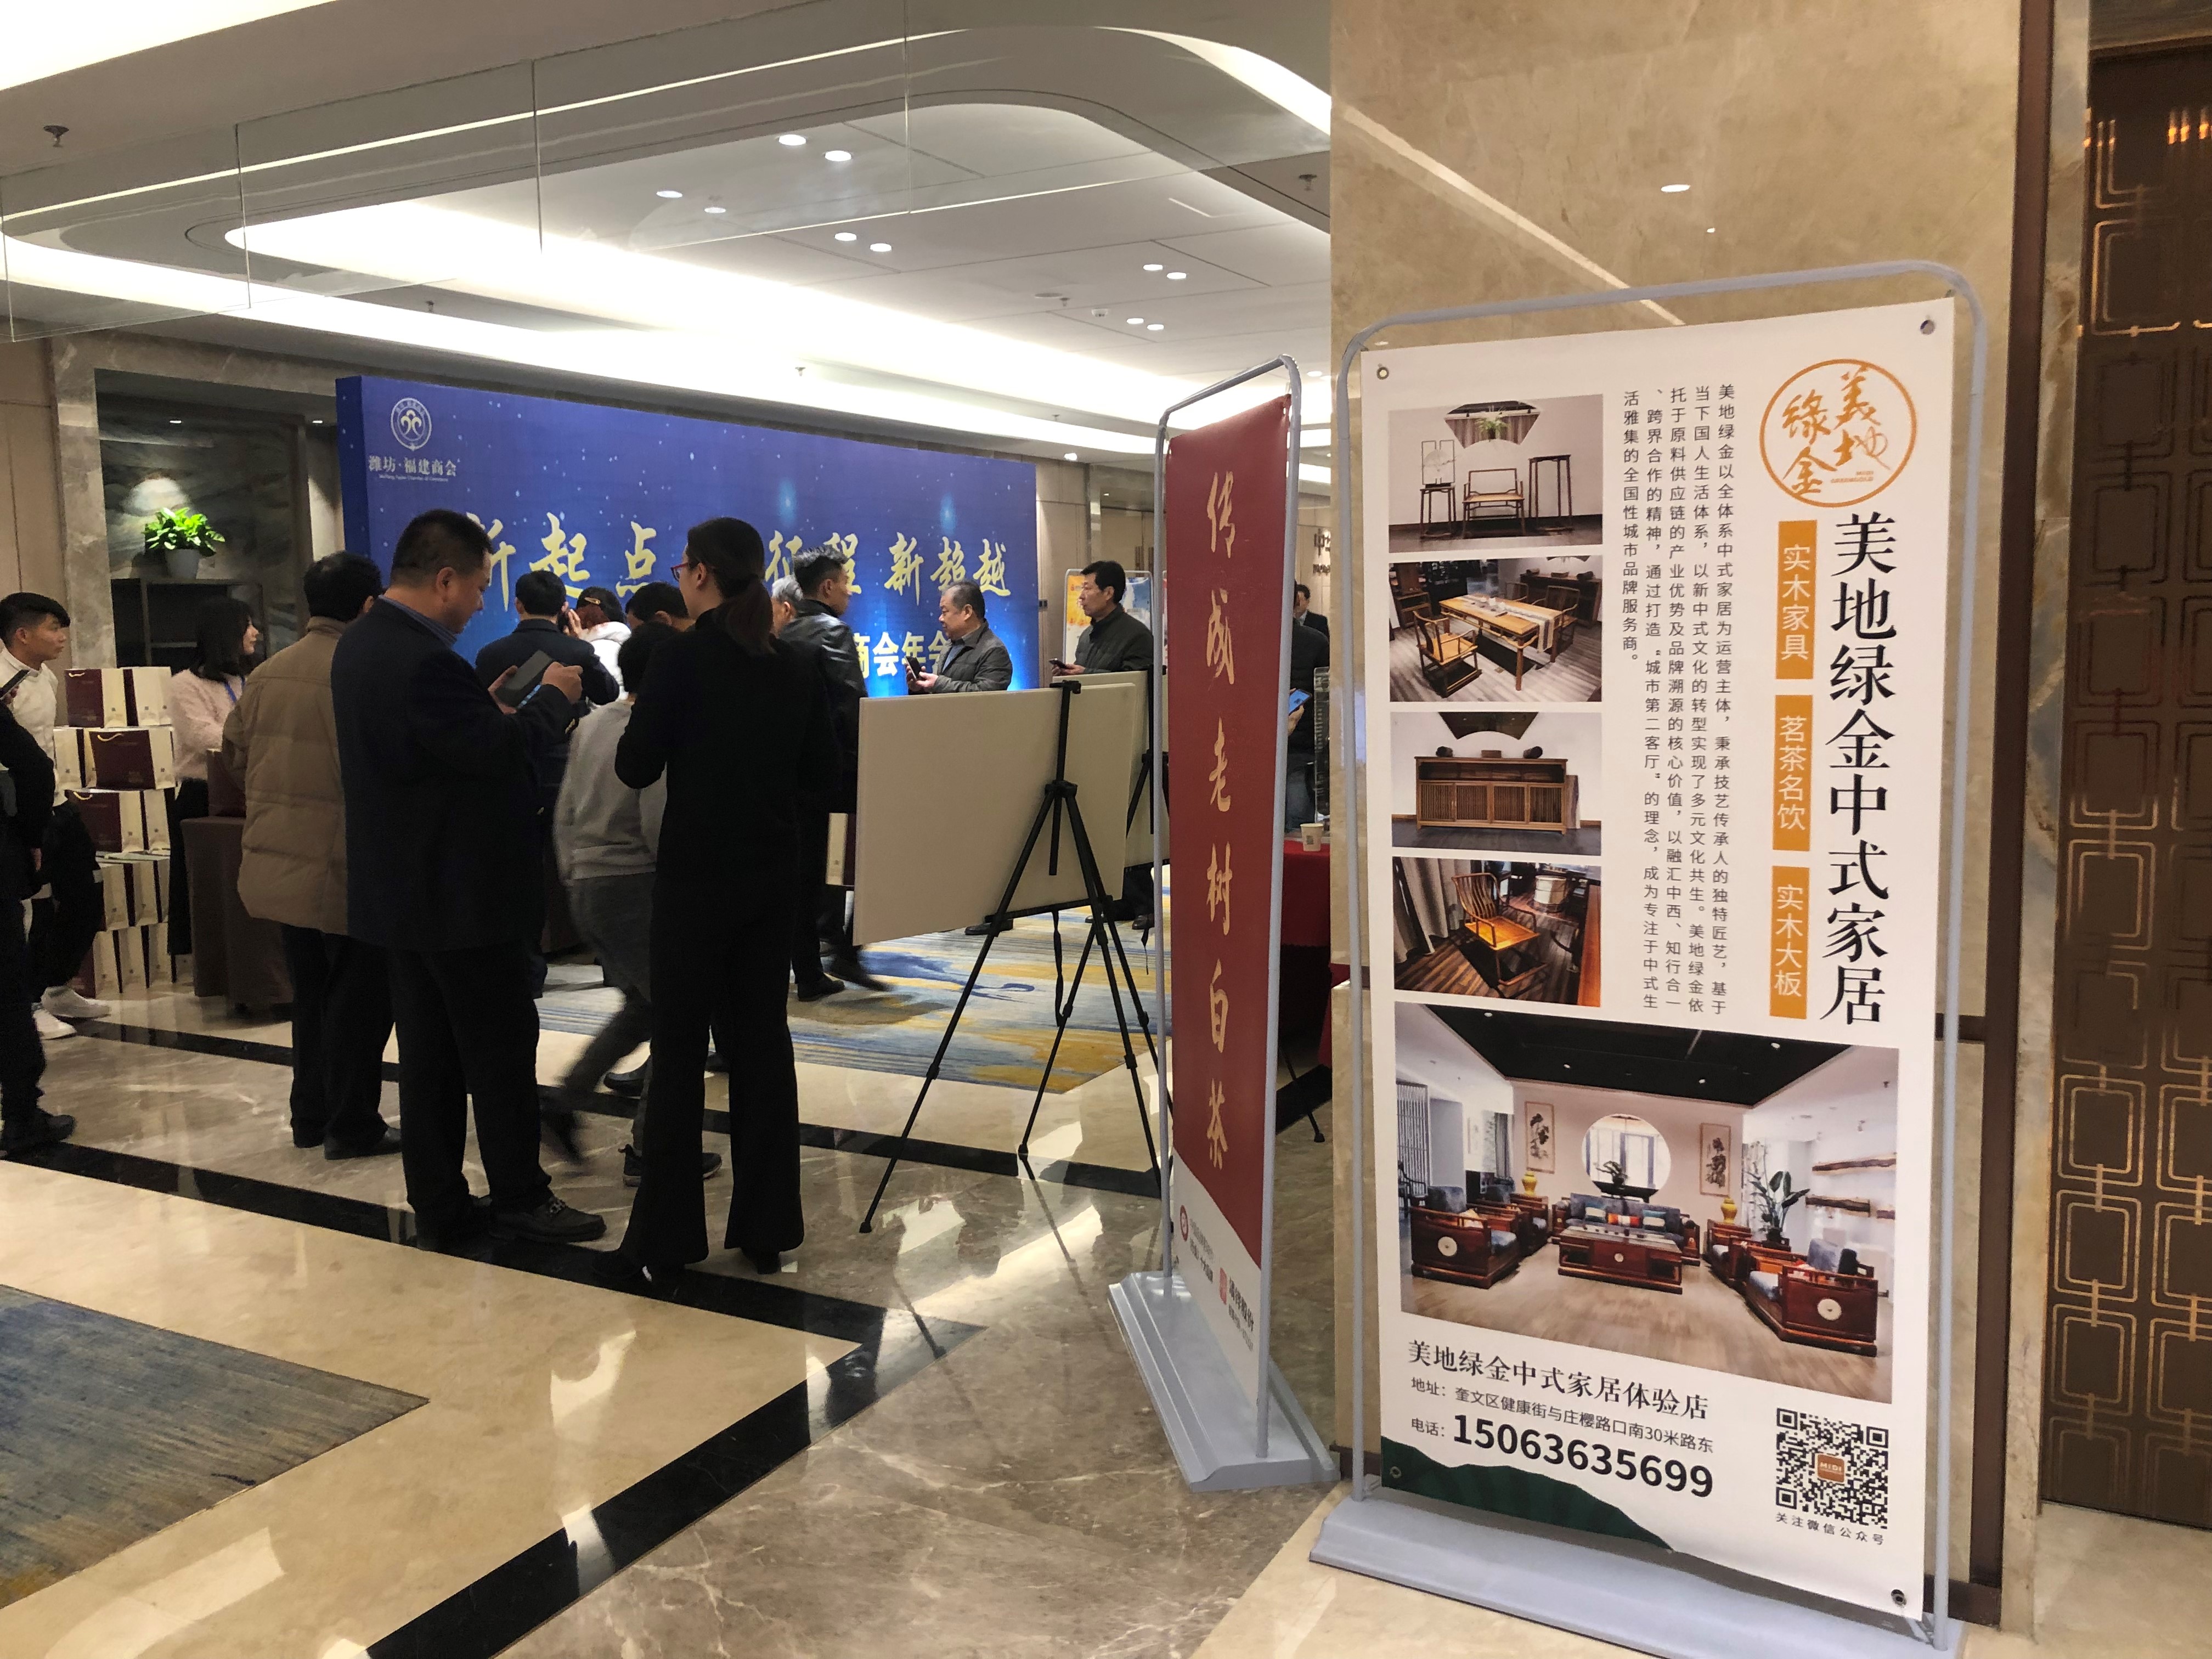 潍坊·福建商会
新起点 征程 新超越
商会年会
传成老树白茶
美地绿金
美地绿金中式家居
实木家具
茗茶名饮
实木大板
美地绿金以全体系中式家居为运营主体，秉承技艺传承人的独特匠艺，基于
当下国人生活体系，以新中式文化的转型实现了多元文化共生。美地绿金依
托于原料供应链的产业优势及品牌溯源的核心价值，以融汇中西、知行合一
、跨界合作的精神，通过打造“城市第二客厅”的理念，成为专注于中式生
活雅集的全国性城市品牌服务商。
美地绿金中式家居体验店
地址：奎文区健康街与庄樱路口南30米路东
电话：15063635699
MIDI
关注微信公众号